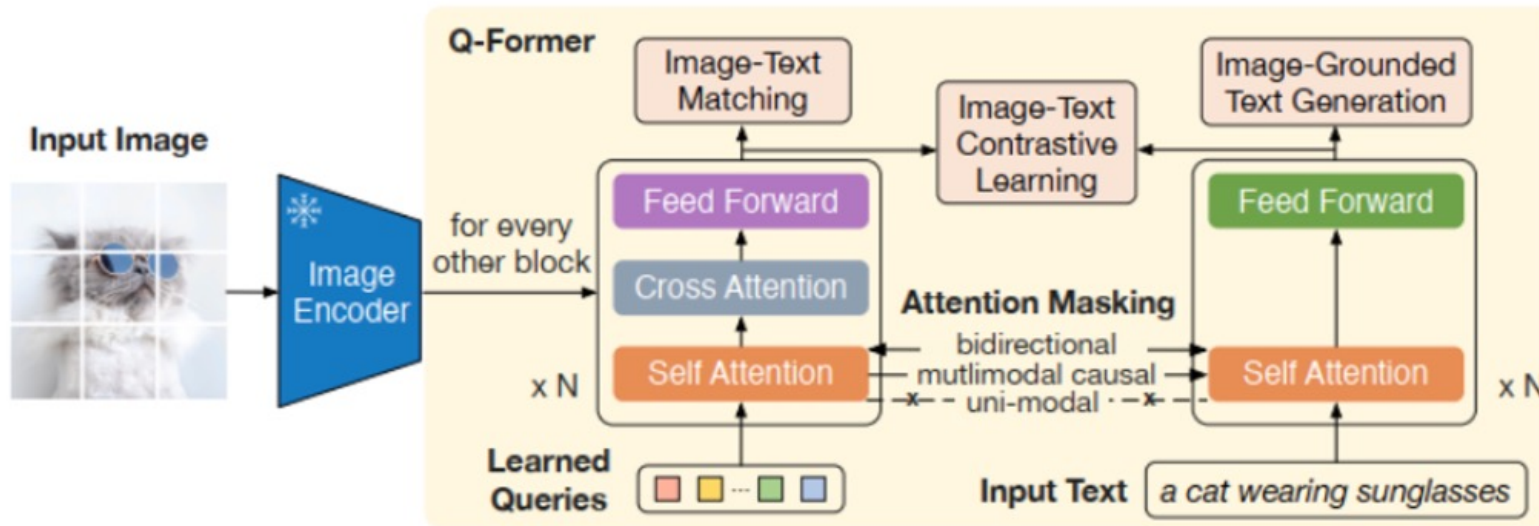 Q-Former
Input Image
Image
Encoder
for every
other block
Image-Text
Matching
Image-Text
Contrastive
Learning
Image-Grounded
Text Generation
Feed Forward
Cross Attention
Self Attention
x N
Attention Masking
bidirectional
mutlimodal causal
x uni-modal x
Feed Forward
Self Attention
x N
Learned
Queries
...
Input Text
a cat wearing sunglasses